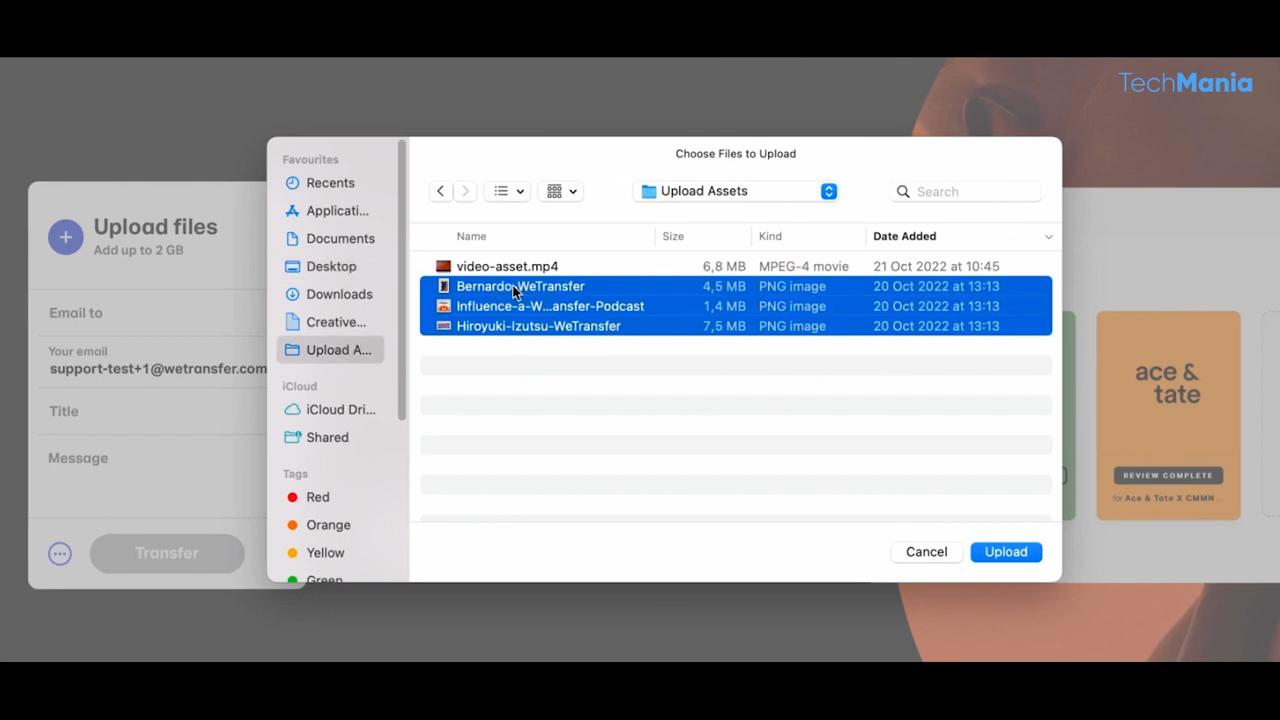 TechMania
Choose Files to Upload
Favourites
Recents
Applicati...
Documents
Desktop
Downloads
Creative...
Upload A...
iCloud
iCloud Dri...
Shared
Tags
Red
Orange
Yellow
Green
Upload Assets
Search
Name Size Kind Date Added
video-asset.mp4 6,8 MB MPEG-4 movie 21 Oct 2022 at 10:45
Bernardo-WeTransfer 4,5 MB PNG image 20 Oct 2022 at 13:13
Influence-a-W...ansfer-Podcast 1,4 MB PNG image 20 Oct 2022 at 13:13
Hiroyuki-Izutsu-WeTransfer 7,5 MB PNG image 20 Oct 2022 at 13:13
Cancel Upload
Upload files
Add up to 2 GB
Email to
Your email
support-test+1@wetransfer.com
Title
Message
Transfer
ace &
tate
REVIEW COMPLETE
for Ace & Tate X CMMN ...